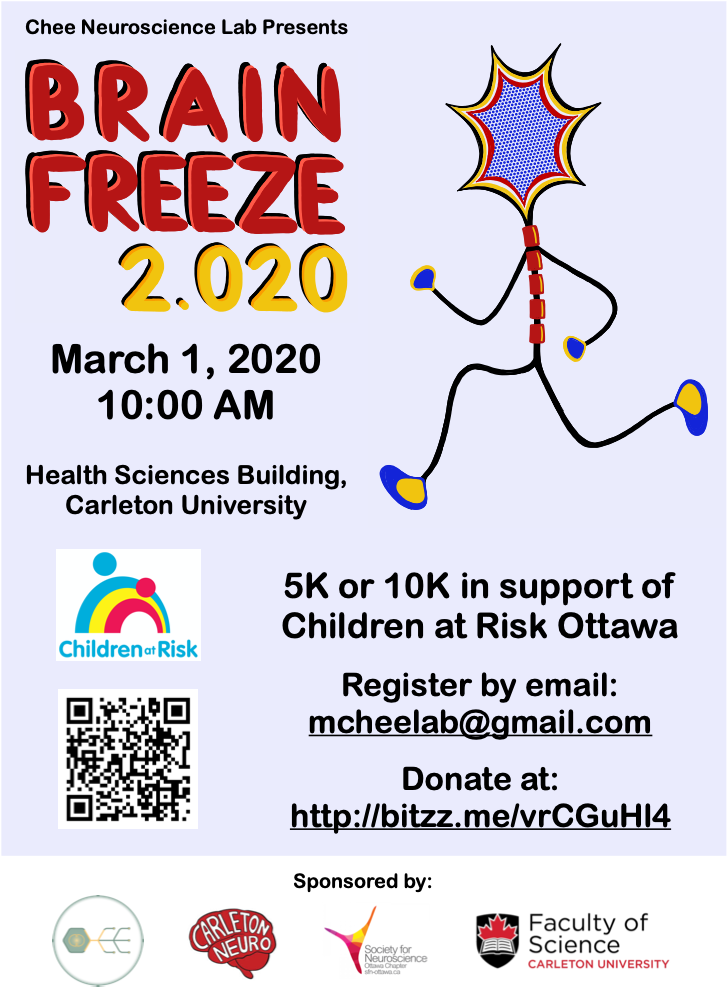 Chee Neuroscience Lab Presents
BRAIN
FREEZE
2.020
March 1, 2020
10:00 AM
Health Sciences Building,
Carleton University
Children at Risk
5K or 10K in support of
Children at Risk Ottawa
Register by email:
mcheelab@gmail.com
Donate at:
http://bitzz.me/vrCGuHI4
Sponsored by:
CARLETON
NEURO
Society for
Neuroscience
Ottawa Chapter
sfn-ottawa.ca
Faculty of
Science
CARLETON UNIVERSITY